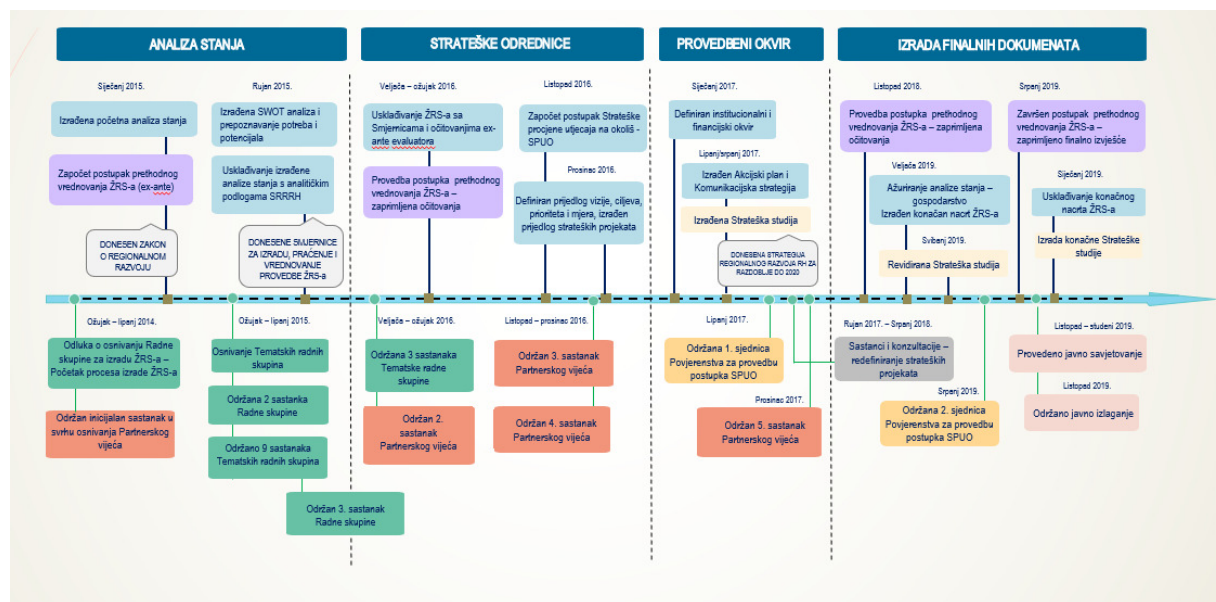 ANALIZA STANJA
STRATEŠKE ODREDNICE
PROVEDBENI OKVIR
IZRADA FINALNIH DOKUMENATA
Siječanj 2015.
Izrađena početna analiza stanja
Započet postupak prethodnog
vrednovanja ŽRS-a (ex-ante)
DONESEN ZAKON
O REGIONALNOM
RAZVOJU
Rujan 2015.
Izrađena SWOT analiza i
prepoznavanje potreba i
potencijala
Usklađivanje izrađene
analize stanja s analitičkim
podlogama SRRRH
DONESENE SMJERNICE
ZA IZRADU, PRAĆENJE I
VREDNOVANJE
PROVEDBE ŽRS-a
Veljača – ožujak 2016.
Usklađivanje ŽRS-a sa
Smjernicama i očitovanjima ex-
ante evaluatora
Provedba postupka prethodnog
vrednovanja ŽRS-a –
zaprimljena očitovanja
Listopad 2016.
Započet postupak Strateške
procjene utjecaja na okoliš -
SPUO
Prosinac 2016.
Definiran prijedlog vizije, ciljeva,
prioriteta i mjera, izrađen
prijedlog strateških projekata
Siječanj 2017.
Definiran institucionalni i
financijski okvir
Lipanj/srpanj 2017.
Izrađen Akcijski plan i
Komunikacijska strategija
Izrađena Strateška studija
DONESENA STRATEGIJA
REGIONALNOG RAZVOJA RH ZA
RAZDOBLJE DO 2020
Listopad 2018.
Provedba postupka prethodnog
vrednovanja ŽRS-a – zaprimljena
očitovanja
Veljača 2019.
Ažuriranje analize stanja –
gospodarstvo
Izrađen konačan nacrt ŽRS-a
Svibanj 2019.
Revidirana Strateška studija
Srpanj 2019.
Završen postupak prethodnog
vrednovanja ŽRS-a –
zaprimljeno finalno izvješće
Siječanj 2019.
Usklađivanje konačnog
nacrta ŽRS-a
Izrada konačne Strateške
studije
Ožujak – lipanj 2014.
Odluka o osnivanju Radne
skupine za izradu ŽRS-a –
Početak procesa izrade ŽRS-a
Održan inicijalan sastanak u
svrhu osnivanja Partnerskog
vijeća
Ožujak – lipanj 2015.
Osnivanje Tematskih radnih
skupina
Održana 2 sastanka
Radne skupine
Održano 9 sastanaka
Tematskih radnih skupina
Održan 3. sastanak
Radne skupine
Veljača – ožujak 2016.
Održana 3 sastanaka
Tematske radne
skupine
Održan 2.
sastanak
Partnerskog vijeća
Listopad – prosinac 2016.
Održan 3. sastanak
Partnerskog vijeća
Održan 4. sastanak
Partnerskog vijeća
Lipanj 2017.
Održana 1. sjednica
Povjerenstva za provedbu
postupka SPUO
Prosinac 2017.
Održan 5. sastanak
Partnerskog vijeća
Rujan 2017. – Srpanj 2018.
Sastanci i konzultacije –
redefiniranje strateških
projekata
Srpanj 2019.
Održana 2. sjednica
Povjerenstva za provedbu
postupka SPUO
Listopad – studeni 2019.
Provedeno javno savjetovanje
Listopad 2019.
Održano javno izlaganje